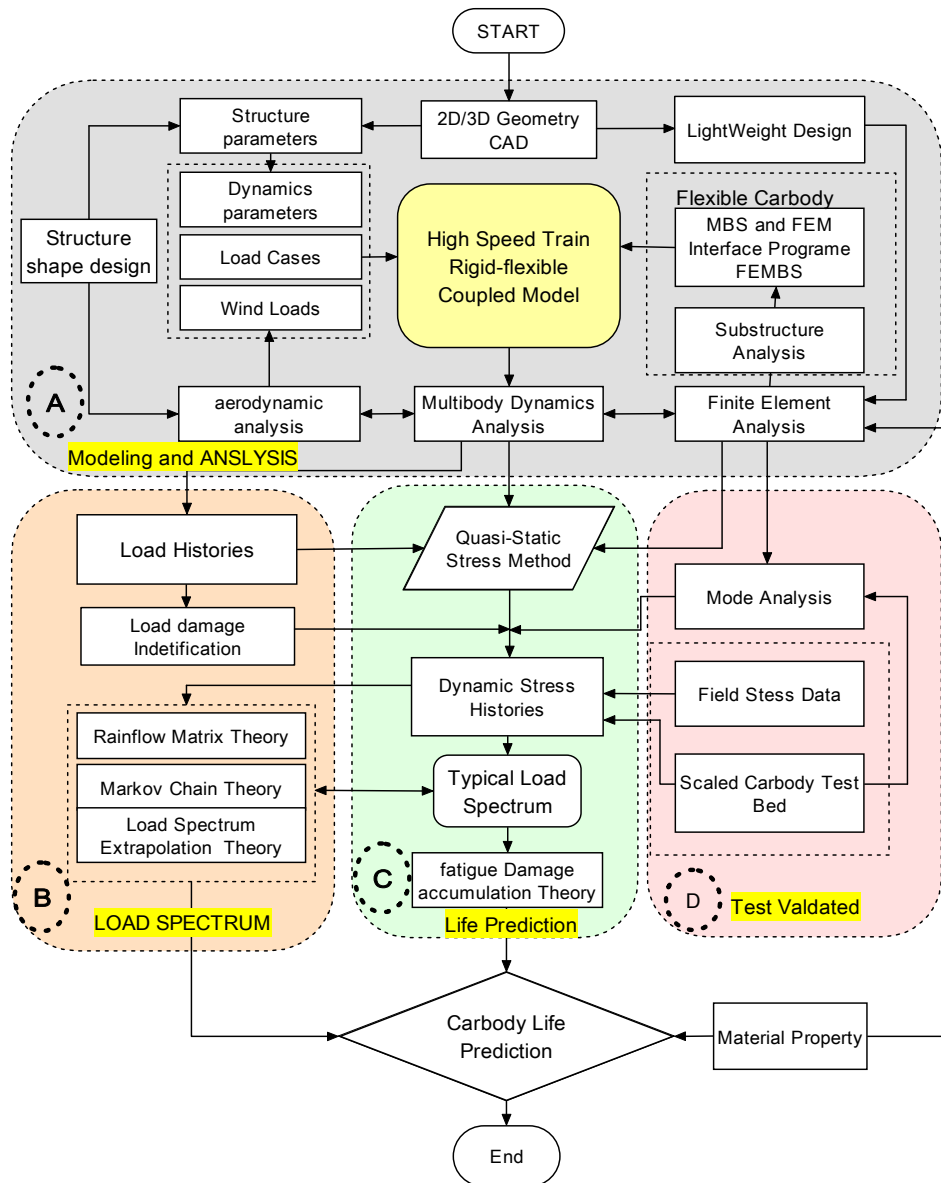 START
Structure
parameters
2D/3D Geometry
CAD
LightWeight Design
Dynamics
parameters
Flexible Carbody
Structure
shape design
Load Cases
High Speed Train
Rigid-flexible
Coupled Model
MBS and FEM
Interface Programe
FEMBS
Wind Loads
Substructure
Analysis
A
aerodynamic
analysis
Multibody Dynamics
Analysis
Finite Element
Analysis
Modeling and ANSLYSIS
Load Histories
Quasi-Static
Stress Method
Mode Analysis
Load damage
Indetification
Dynamic Stress
Histories
Field Stess Data
Rainflow Matrix Theory
Markov Chain Theory
Load Spectrum
Extrapolation Theory
Typical Load
Spectrum
Scaled Carbody Test
Bed
B
C
fatigue Damage
accumulation Theory
D
LOAD SPECTRUM
Life Prediction
Test Valdated
Carbody Life
Prediction
Material Property
End